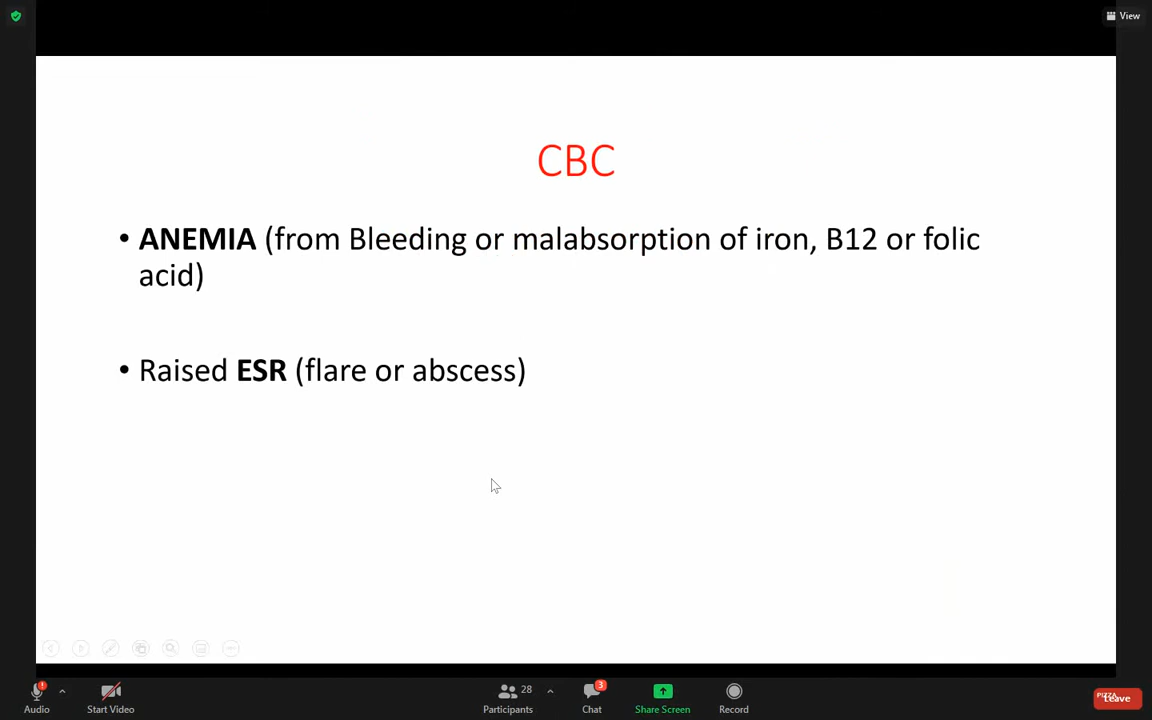 View
CBC
• ANEMIA (from Bleeding or malabsorption of iron, B12 or folic
acid)
• Raised ESR (flare or abscess)
28
3
Audio
Start Video
Participants
Chat
Share Screen
Record
PIZZA
Leave